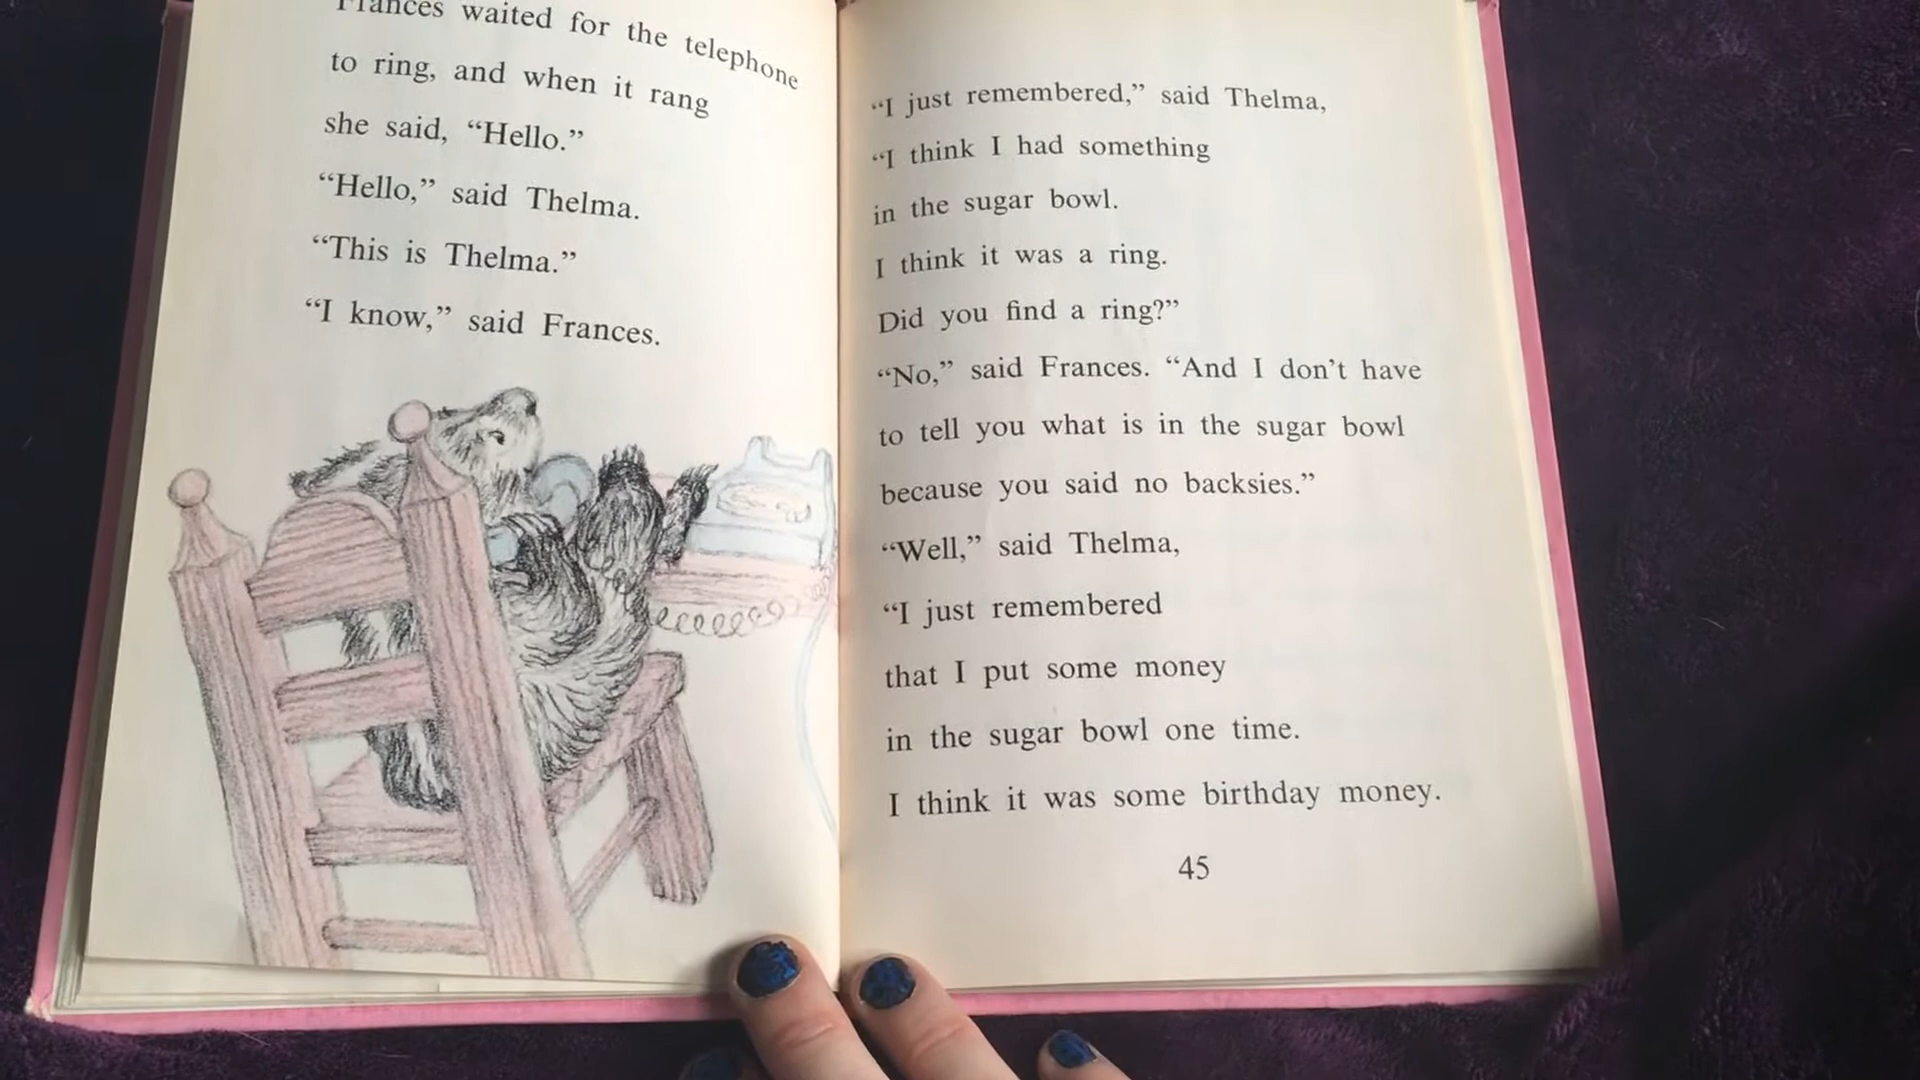 Frances waited for the telephone
to ring, and when it rang
she said, “Hello.”
“Hello,” said Thelma.
“This is Thelma.”
“I know,” said Frances.
“I just remembered,” said Thelma,
“I think I had something
in the sugar bowl.
I think it was a ring.
Did you find a ring?”
“No,” said Frances. “And I don’t have
to tell you what is in the sugar bowl
because you said no backsies.”
“Well,” said Thelma,
“I just remembered
that I put some money
in the sugar bowl one time.
I think it was some birthday money.
45